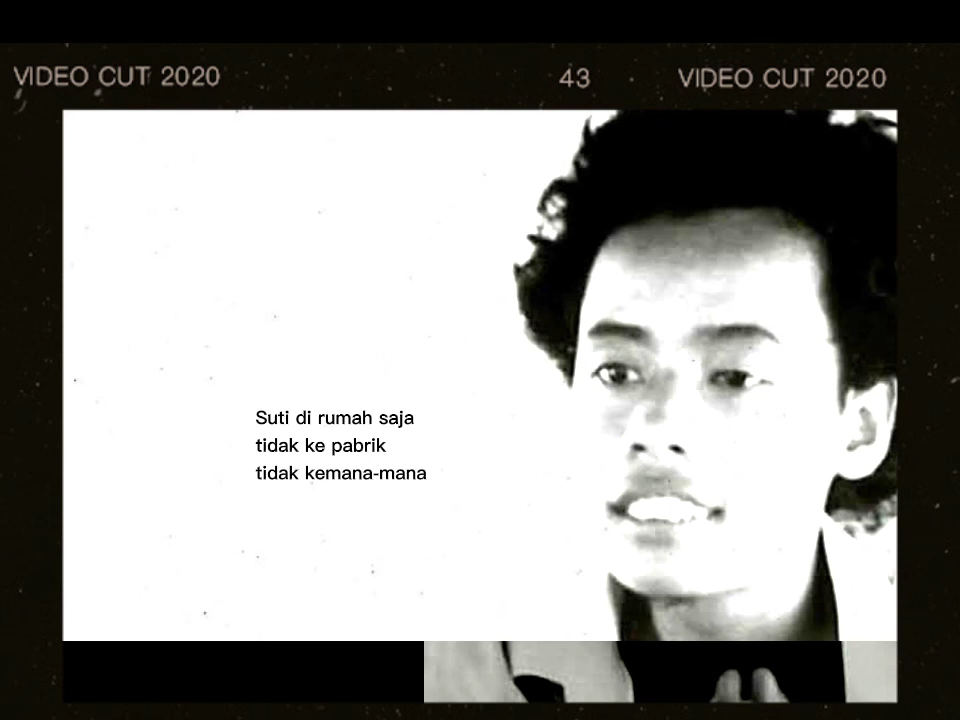 VIDEO CUT 2020 43 VIDEO CUT 2020
Suti di rumah saja
tidak ke pabrik
tidak kemana-mana